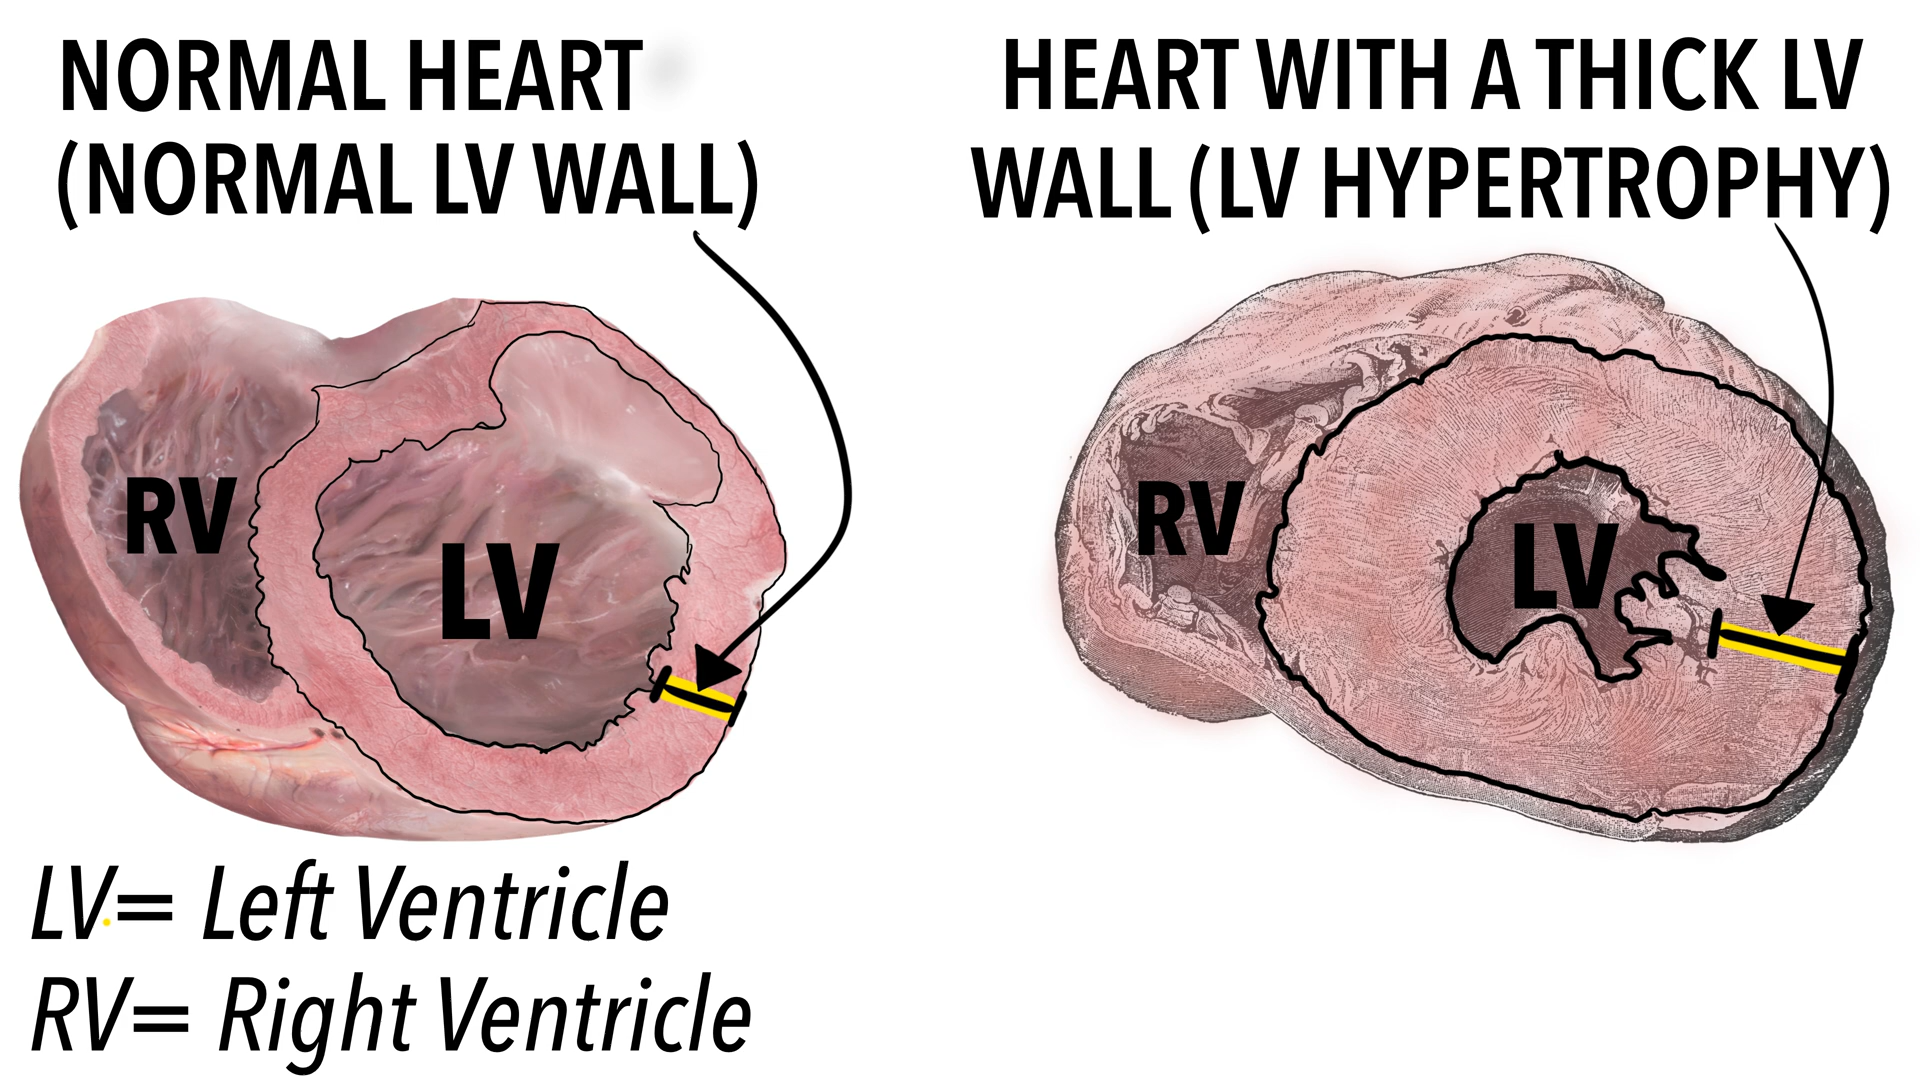 NORMAL HEART
(NORMAL LV WALL)
HEART WITH A THICK LV
WALL (LV HYPERTROPHY)
RV
LV
RV
LV
LV= Left Ventricle
RV= Right Ventricle